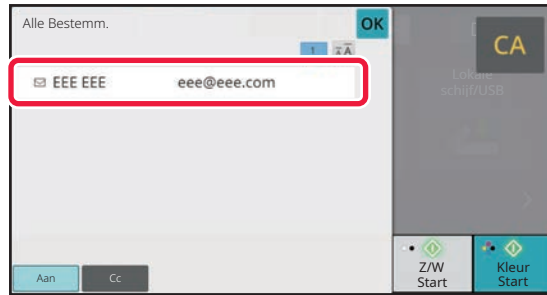 Alle Bestemm.
OK
1
CA
EEE EEE eee@eee.com
Lokale
schijf/USB
Aan
Cc
Z/W
Start
Kleur
Start